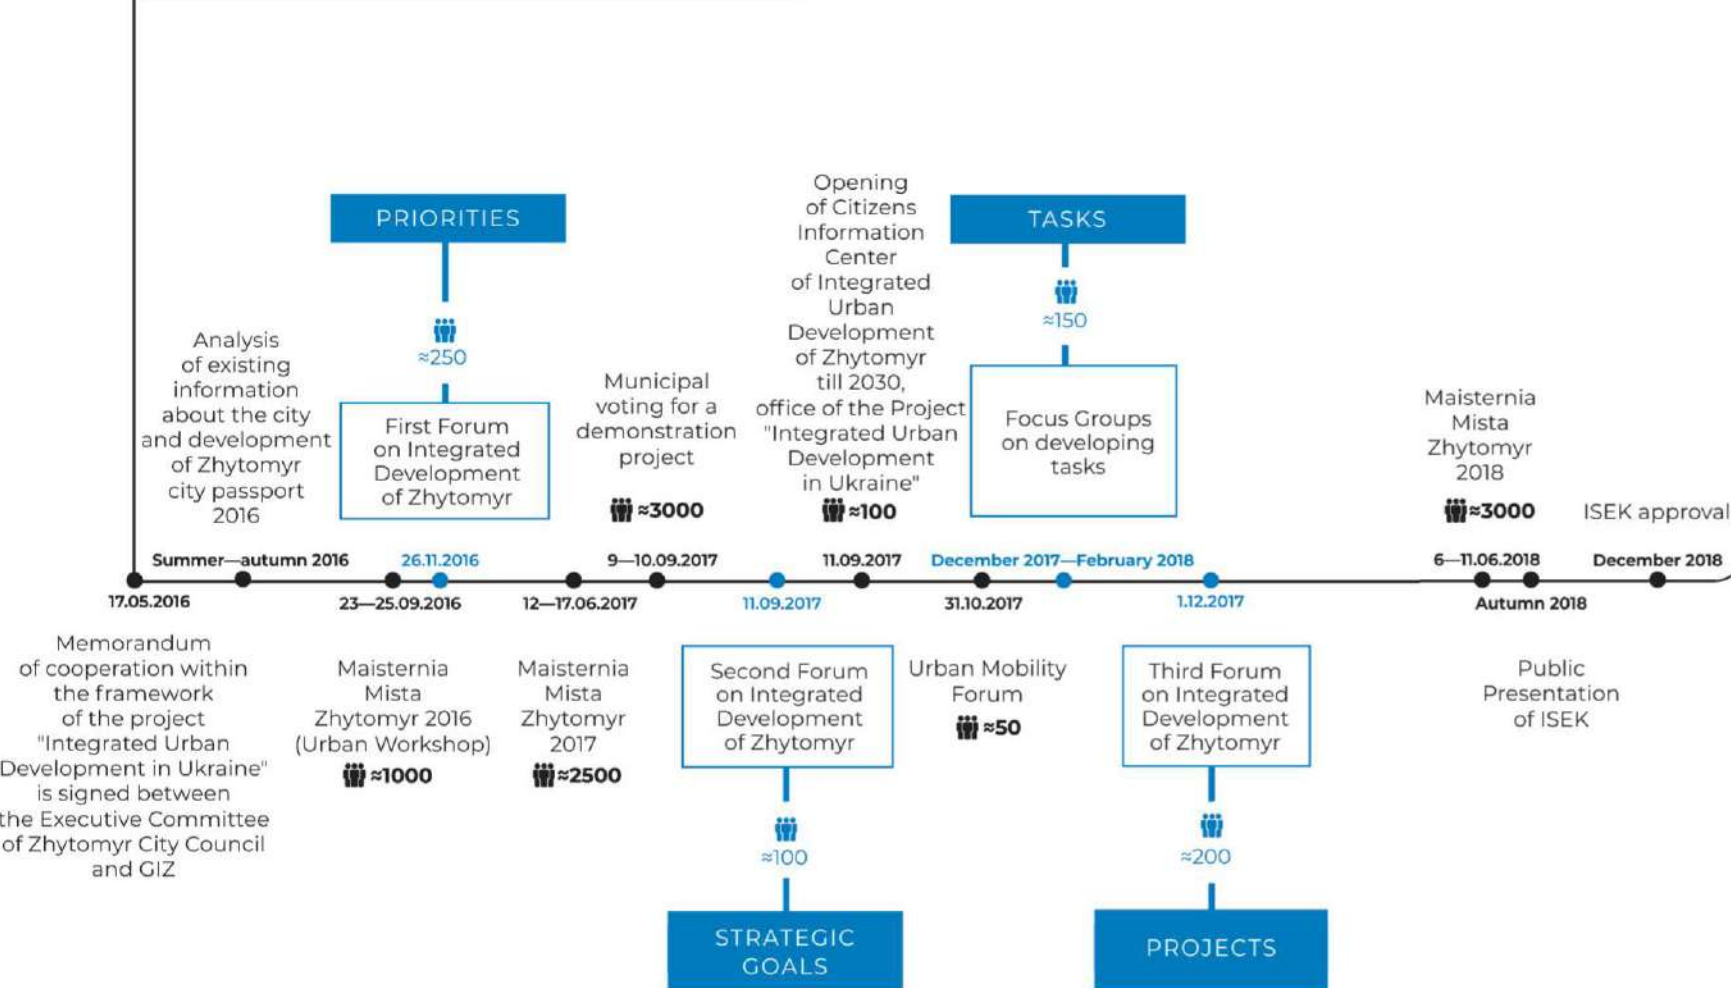 PRIORITIES
≈250
First Forum
on Integrated
Development
of Zhytomyr
Analysis
of existing
information
about the city
and development
of Zhytomyr
city passport
2016
Municipal
voting for a
demonstration
project
≈3000
Opening
of Citizens
Information
Center
of Integrated
Urban
Development
of Zhytomyr
till 2030,
office of the Project
"Integrated Urban
Development
in Ukraine"
≈100
TASKS
≈150
Focus Groups
on developing
tasks
Maisternia
Mista
Zhytomyr
2018
≈3000
ISEK approval
Summer—autumn 2016
26.11.2016
9—10.09.2017
11.09.2017
December 2017—February 2018
6—11.06.2018
December 2018
17.05.2016
23—25.09.2016
12—17.06.2017
11.09.2017
31.10.2017
1.12.2017
Autumn 2018
Memorandum
of cooperation within
the framework
of the project
"Integrated Urban
Development in Ukraine"
is signed between
the Executive Committee
of Zhytomyr City Council
and GIZ
Maisternia
Mista
Zhytomyr 2016
(Urban Workshop)
≈1000
Maisternia
Mista
Zhytomyr
2017
≈2500
Second Forum
on Integrated
Development
of Zhytomyr
≈100
STRATEGIC
GOALS
Urban Mobility
Forum
≈50
Third Forum
on Integrated
Development
of Zhytomyr
≈200
PROJECTS
Public
Presentation
of ISEK